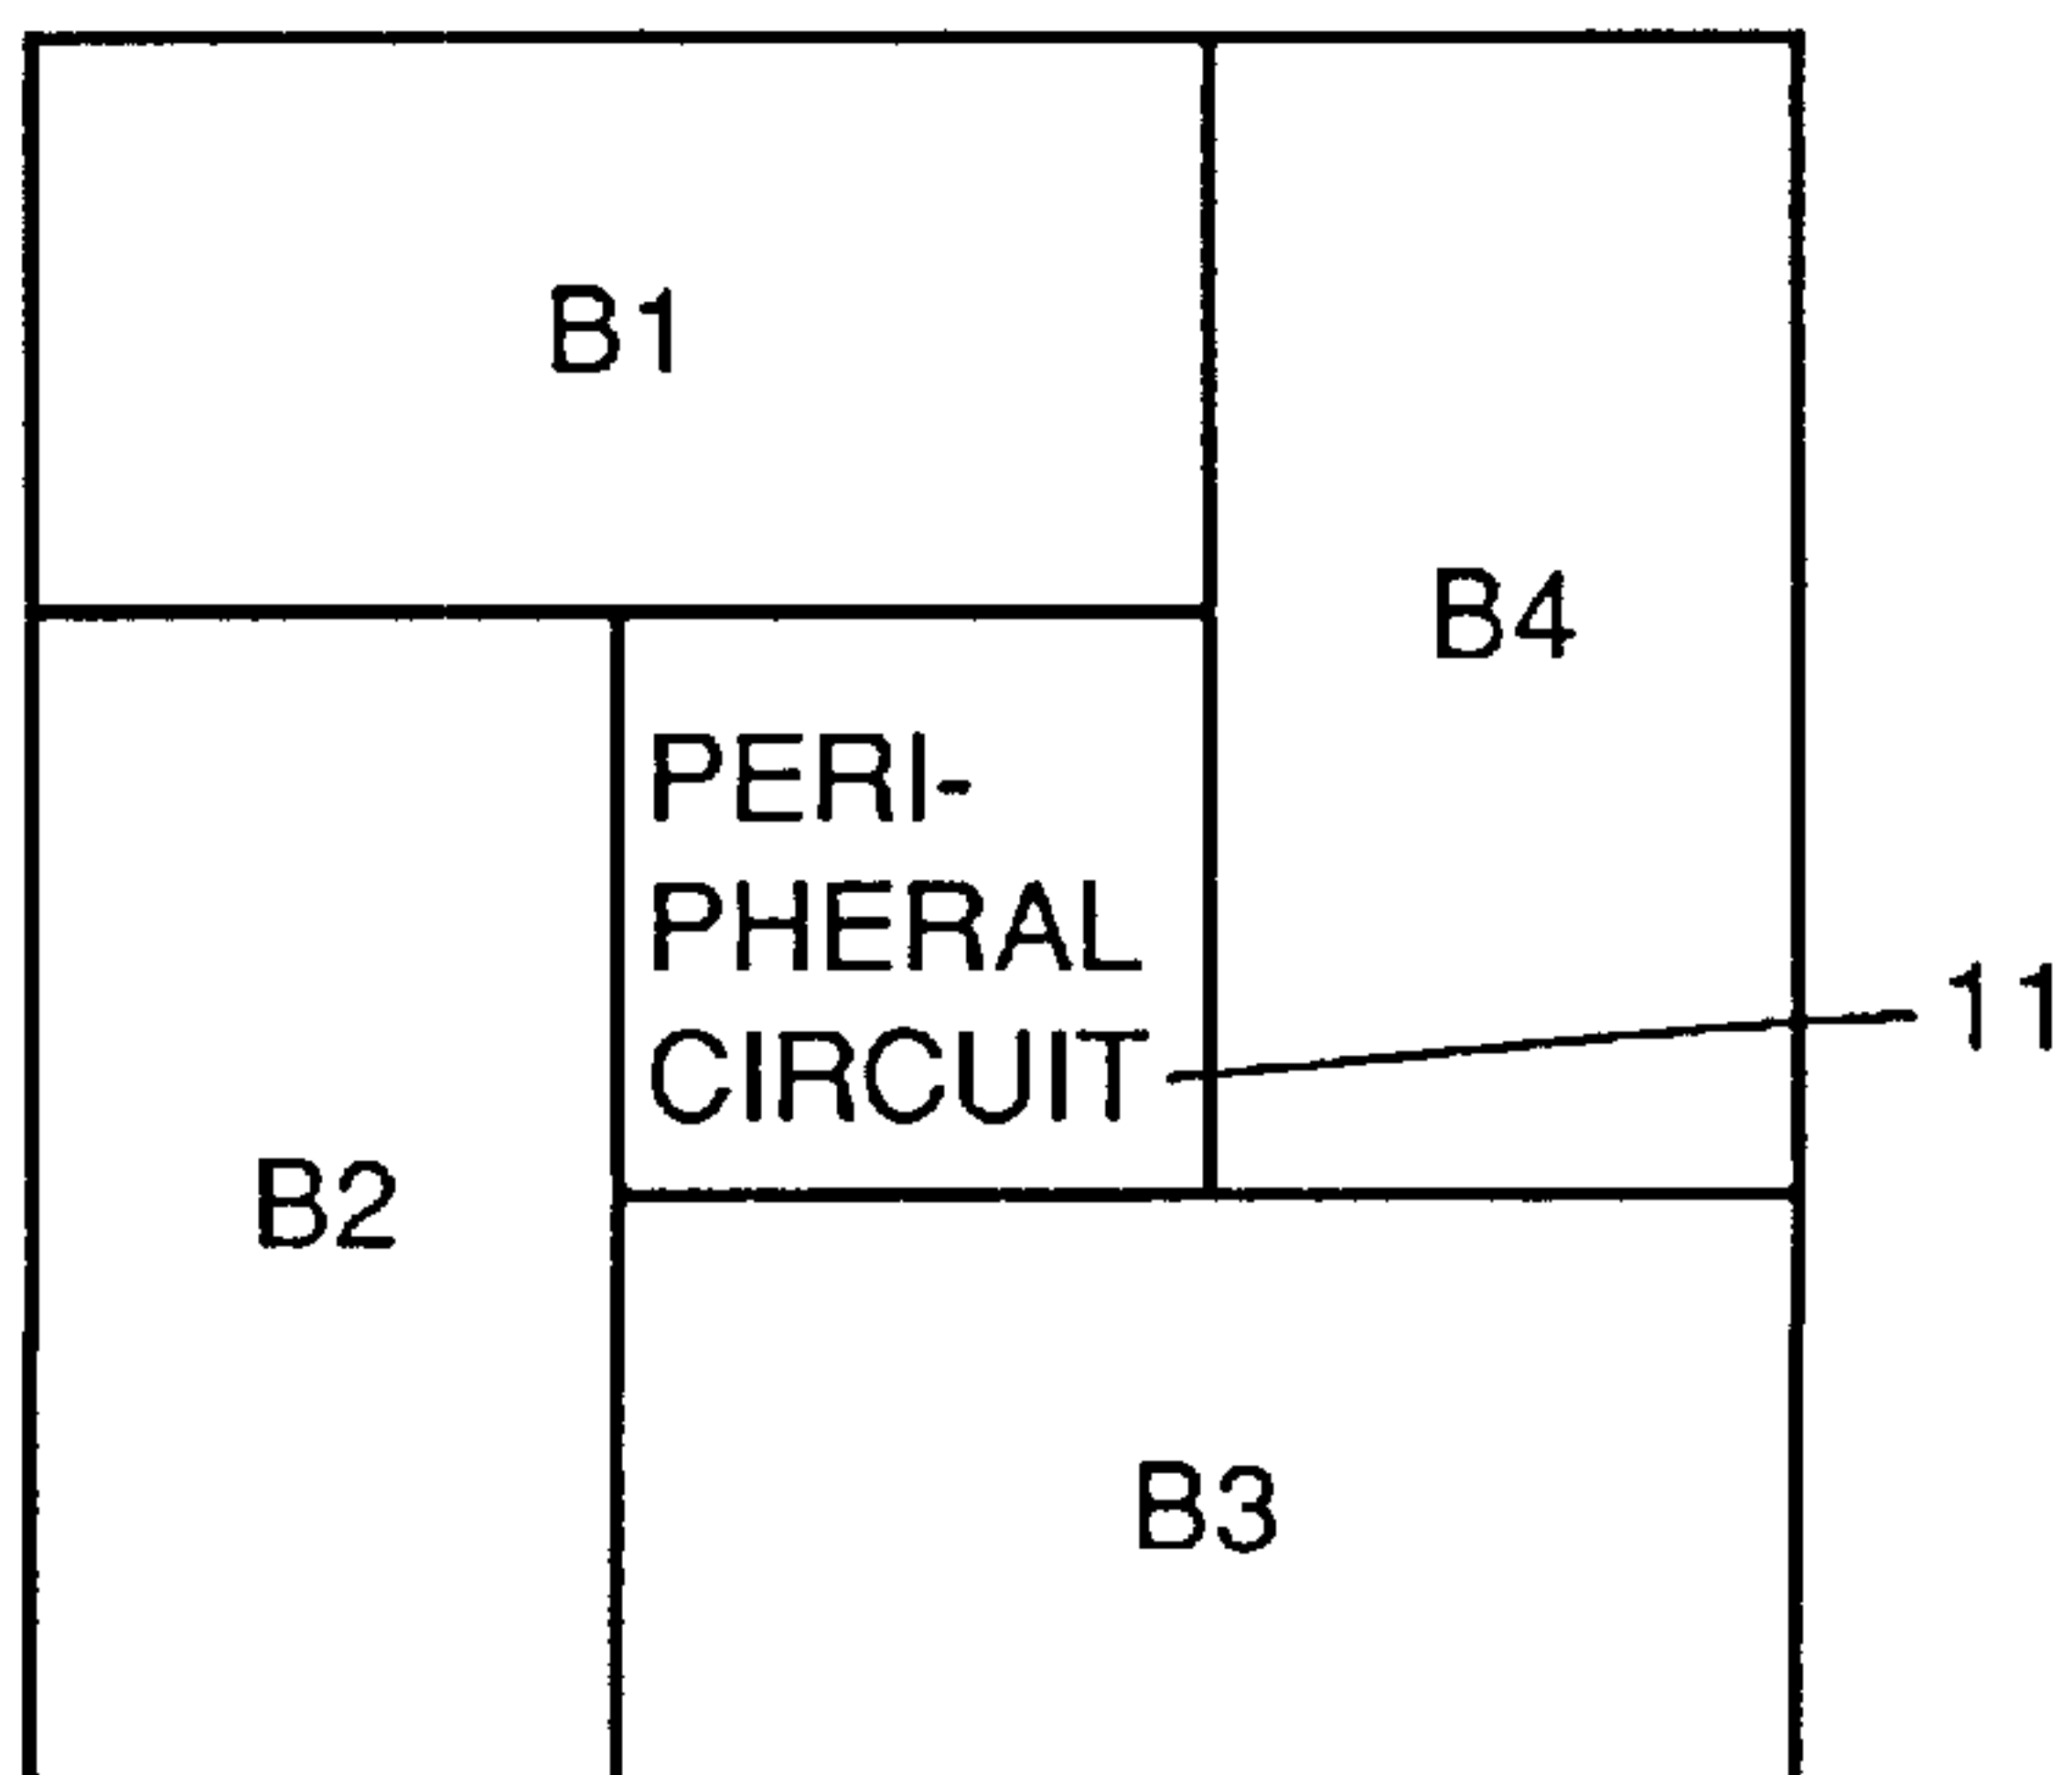 B1
B4
PERI-
PHERAL
CIRCUIT
11
B2
B3